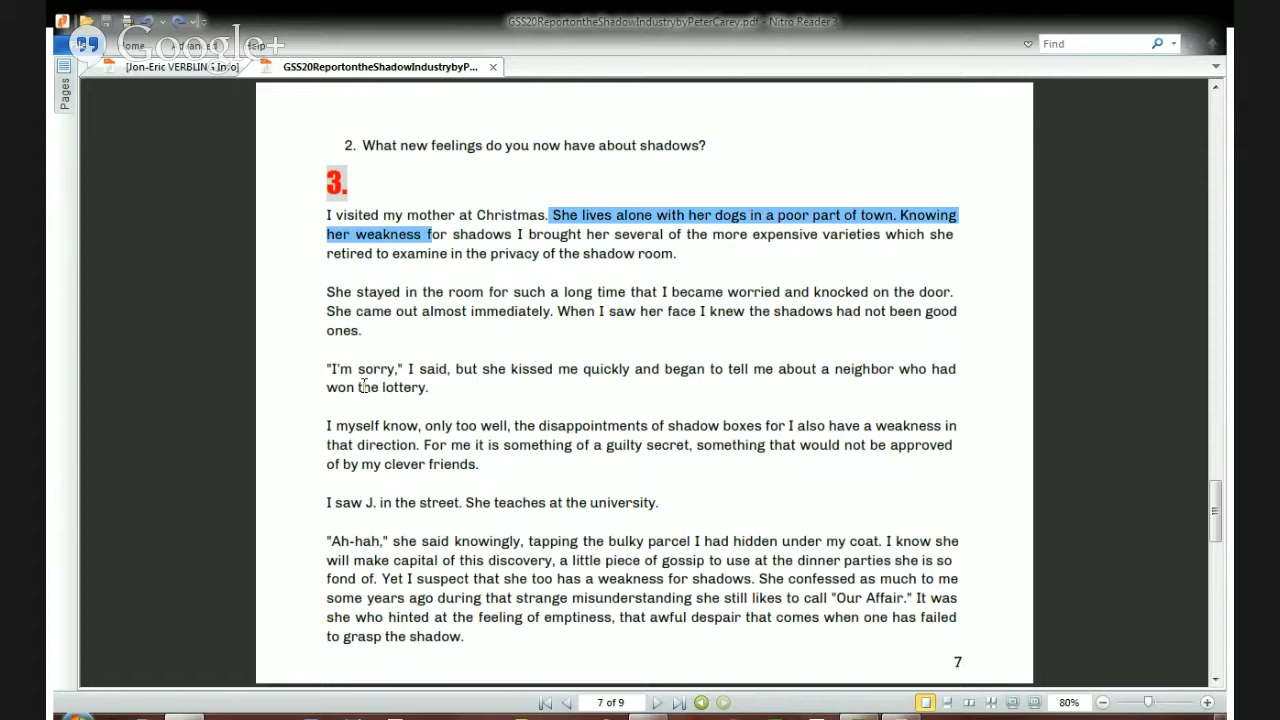 GSS20ReportontheShadowIndustrybyPeterCarey.pdf - Nitro Reader 3
Google+
File Home Advanced Help
Find
[Jon-Eric VERBLING Info] GSS20ReportontheShadowIndustrybyP...
Pages
2. What new feelings do you now have about shadows?
3.
I visited my mother at Christmas. She lives alone with her dogs in a poor part of town. Knowing
her weakness for shadows I brought her several of the more expensive varieties which she
retired to examine in the privacy of the shadow room.
She stayed in the room for such a long time that I became worried and knocked on the door.
She came out almost immediately. When I saw her face I knew the shadows had not been good
ones.
"I'm sorry," I said, but she kissed me quickly and began to tell me about a neighbor who had
won the lottery.
I myself know, only too well, the disappointments of shadow boxes for I also have a weakness in
that direction. For me it is something of a guilty secret, something that would not be approved
of by my clever friends.
I saw J. in the street. She teaches at the university.
"Ah-hah," she said knowingly, tapping the bulky parcel I had hidden under my coat. I know she
will make capital of this discovery, a little piece of gossip to use at the dinner parties she is so
fond of. Yet I suspect that she too has a weakness for shadows. She confessed as much to me
some years ago during that strange misunderstanding she still likes to call "Our Affair." It was
she who hinted at the feeling of emptiness, that awful despair that comes when one has failed
to grasp the shadow.
7
7 of 9
80%